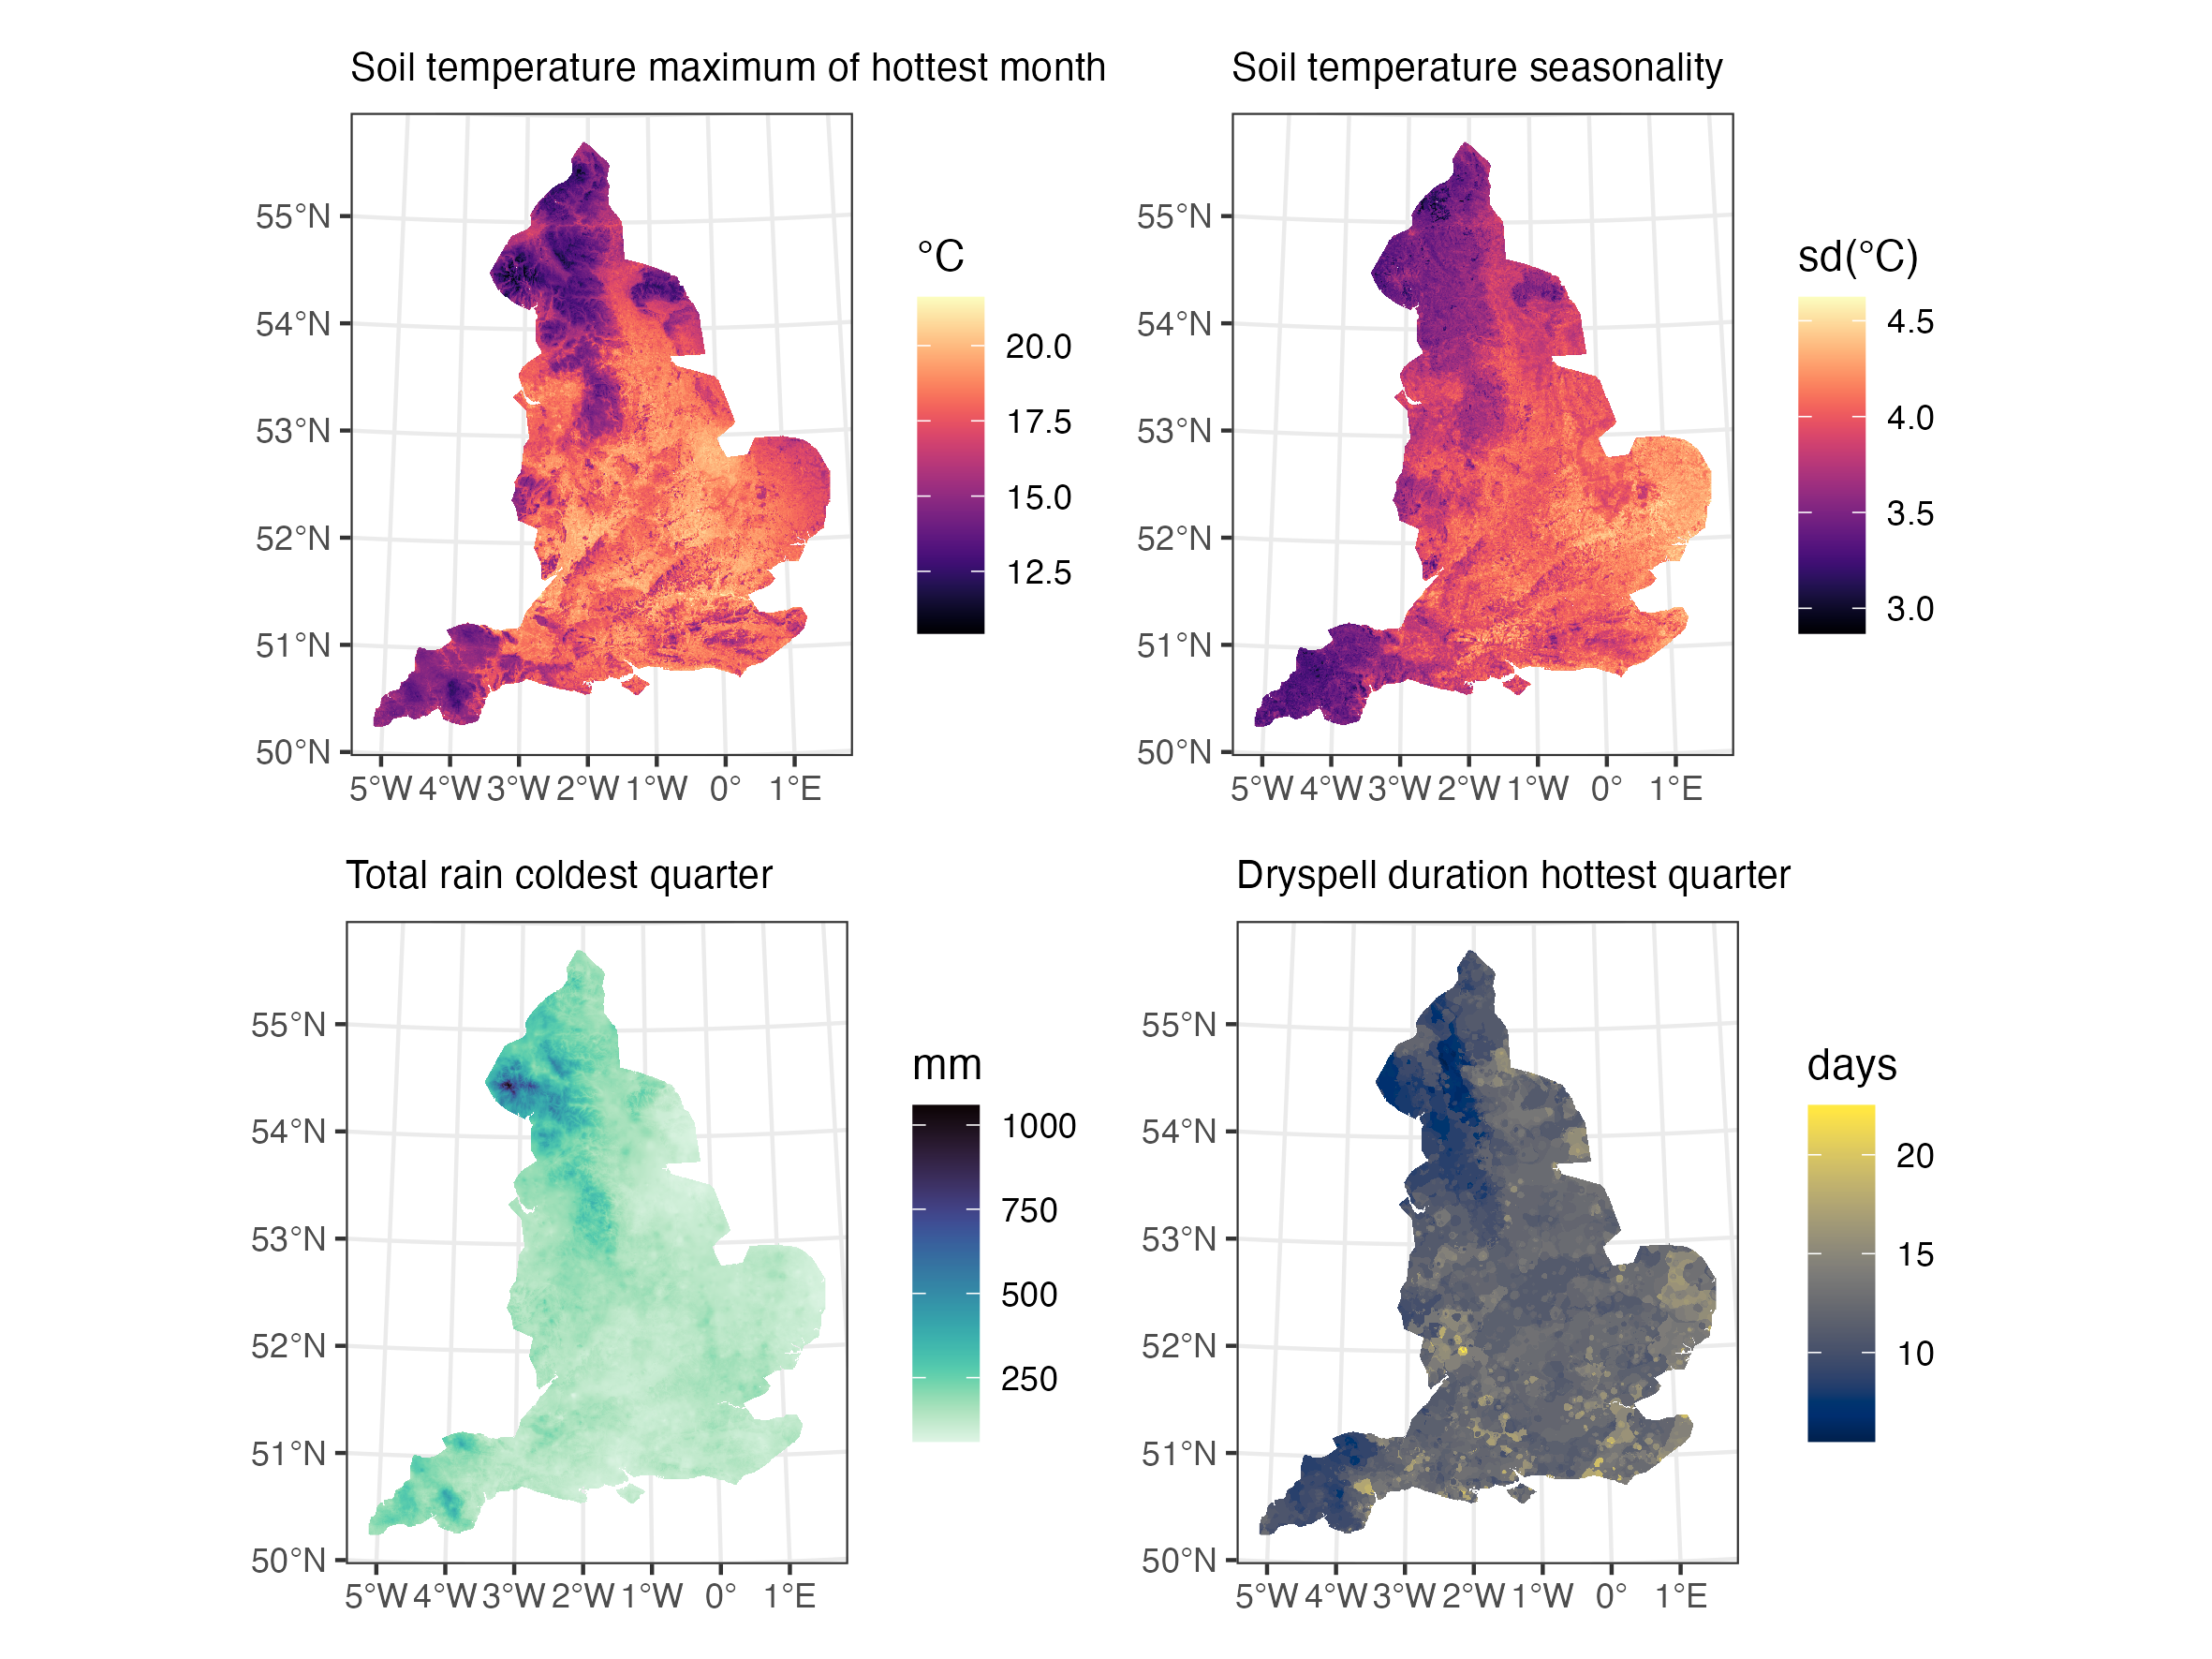 Soil temperature maximum of hottest month
55°N
54°N
53°N
52°N
51°N
50°N
5°W 4°W 3°W 2°W 1°W 0° 1°E
°C
20.0
17.5
15.0
12.5
Soil temperature seasonality
55°N
54°N
53°N
52°N
51°N
50°N
5°W 4°W 3°W 2°W 1°W 0° 1°E
sd(°C)
4.5
4.0
3.5
3.0
Total rain coldest quarter
55°N
54°N
53°N
52°N
51°N
50°N
5°W 4°W 3°W 2°W 1°W 0° 1°E
mm
1000
750
500
250
Dryspell duration hottest quarter
55°N
54°N
53°N
52°N
51°N
50°N
5°W 4°W 3°W 2°W 1°W 0° 1°E
days
20
15
10